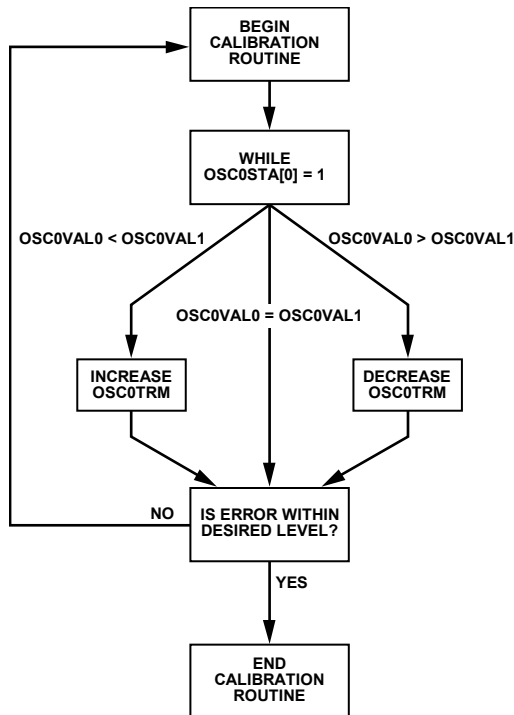 BEGIN
CALIBRATION
ROUTINE
WHILE
OSC0STA[0] = 1
OSC0VAL0 < OSC0VAL1
OSC0VAL0 > OSC0VAL1
OSC0VAL0 = OSC0VAL1
INCREASE
OSC0TRM
DECREASE
OSC0TRM
NO
IS ERROR WITHIN
DESIRED LEVEL?
YES
END
CALIBRATION
ROUTINE